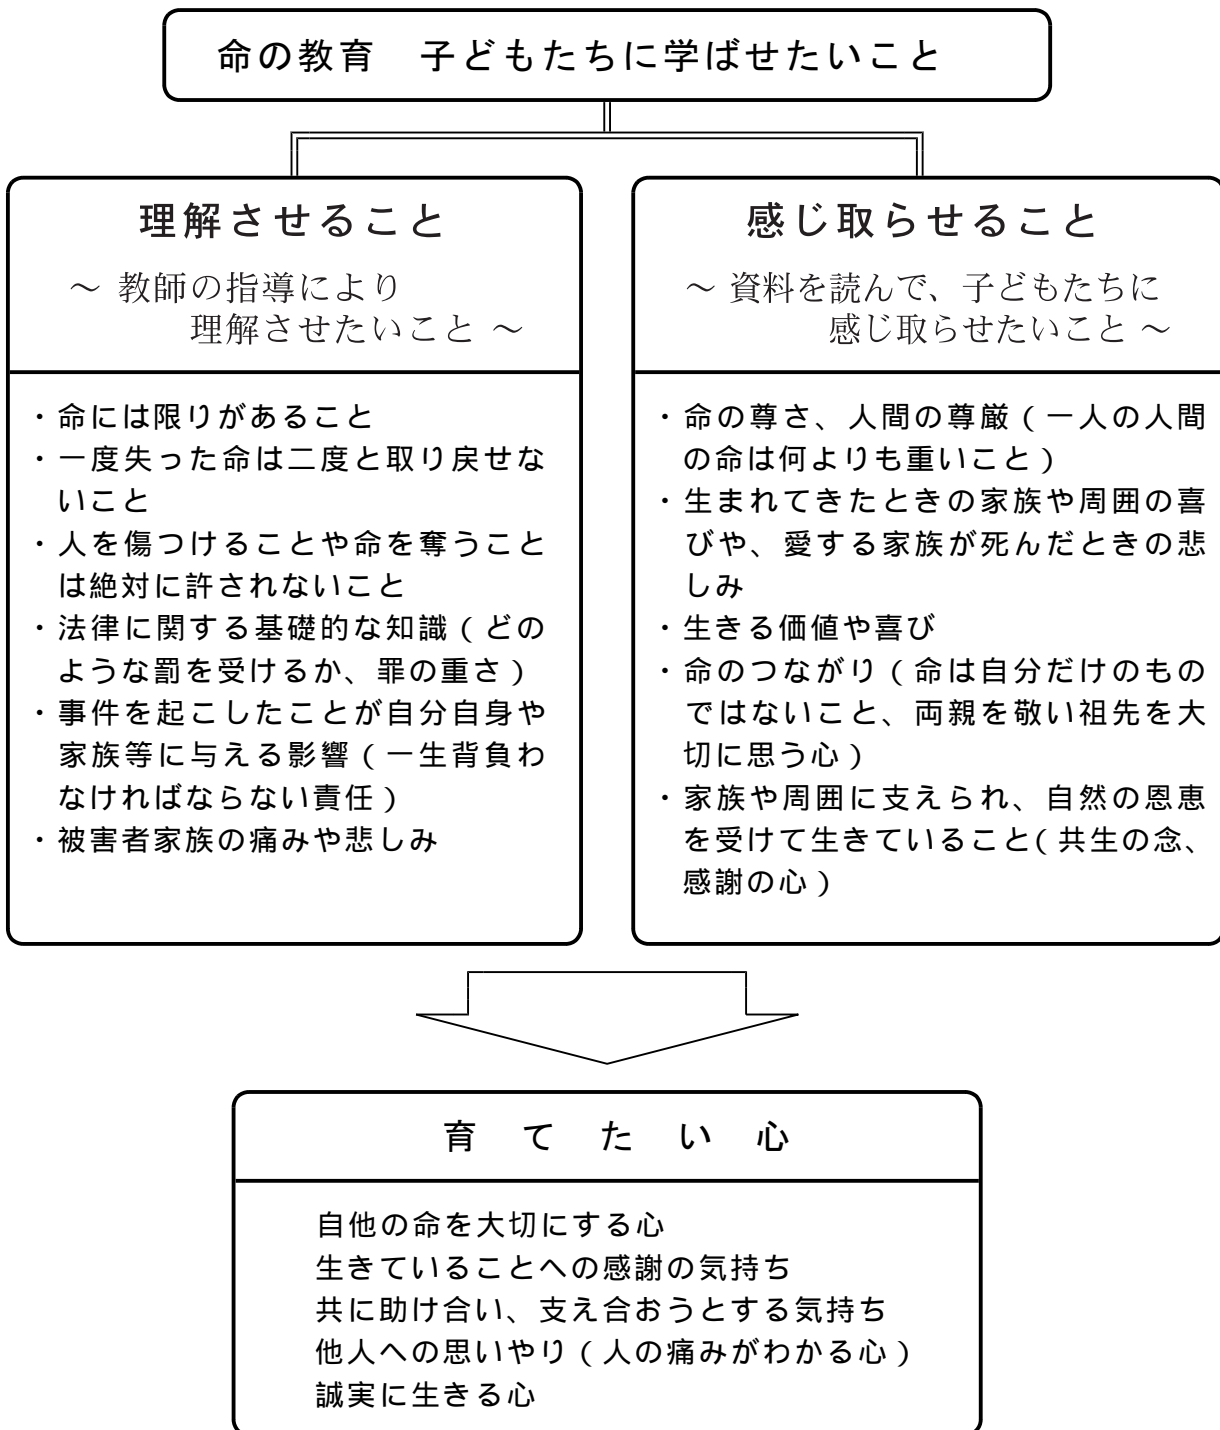 命の教育　子どもたちに学ばせたいこと
理解させること
～ 教師の指導により
理解させたいこと ～
・命には限りがあること
・一度失った命は二度と取り戻せな
いこと
・人を傷つけることや命を奪うこと
は絶対に許されないこと
・法律に関する基礎的な知識（どの
ような罰を受けるか、罪の重さ）
・事件を起こしたことが自分自身や
家族等に与える影響（一生背負わ
なければならない責任）
・被害者家族の痛みや悲しみ
感じ取らせること
～ 資料を読んで、子どもたちに
感じ取らせたいこと ～
・命の尊さ、人間の尊厳（一人の人間
の命は何よりも重いこと）
・生まれてきたときの家族や周囲の喜
びや、愛する家族が死んだときの悲
しみ
・生きる価値や喜び
・命のつながり（命は自分だけのもの
ではないこと、両親を敬い祖先を大
切に思う心）
・家族や周囲に支えられ、自然の恩恵
を受けて生きていること（共生の念、
感謝の心）
育　て　た　い　心
自他の命を大切にする心
生きていることへの感謝の気持ち
共に助け合い、支え合おうとする気持ち
他人への思いやり（人の痛みがわかる心）
誠実に生きる心